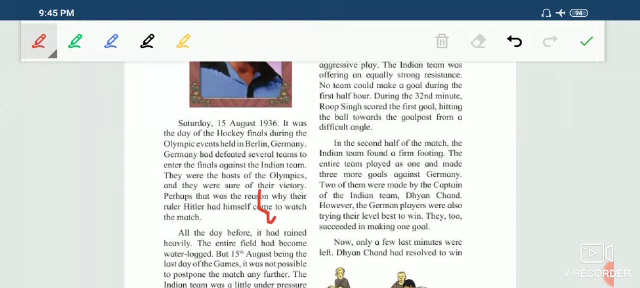 9:45 PM
94
Saturday, 15 August 1936. It was
the day of the Hockey finals during the
Olympic events held in Berlin, Germany.
Germany had defeated several teams to
enter the finals against the Indian team.
They were the hosts of the Olympics,
and they were sure of their victory.
Perhaps that was the reason why their
ruler Hitler had himself come to watch
the match.
All the day before, it had rained
heavily. The entire field had become
water-logged. But 15th August being the
last day of the Games, it was not possible
to postpone the match any further. The
Indian team was a little under pressure
aggressive play. The Indian team was
offering an equally strong resistance.
No team could make a goal during the
first half hour. During the 32nd minute,
Roop Singh scored the first goal, hitting
the ball towards the goalpost from a
difficult angle.
In the second half of the match, the
Indian team found a firm footing. The
entire team played as one and made
three more goals against Germany.
Two of them were made by the Captain
of the Indian team, Dhyan Chand.
However, the German players were also
trying their level best to win. They, too,
succeeded in making one goal.
Now, only a few last minutes were
left. Dhyan Chand had resolved to win
V RECORDER